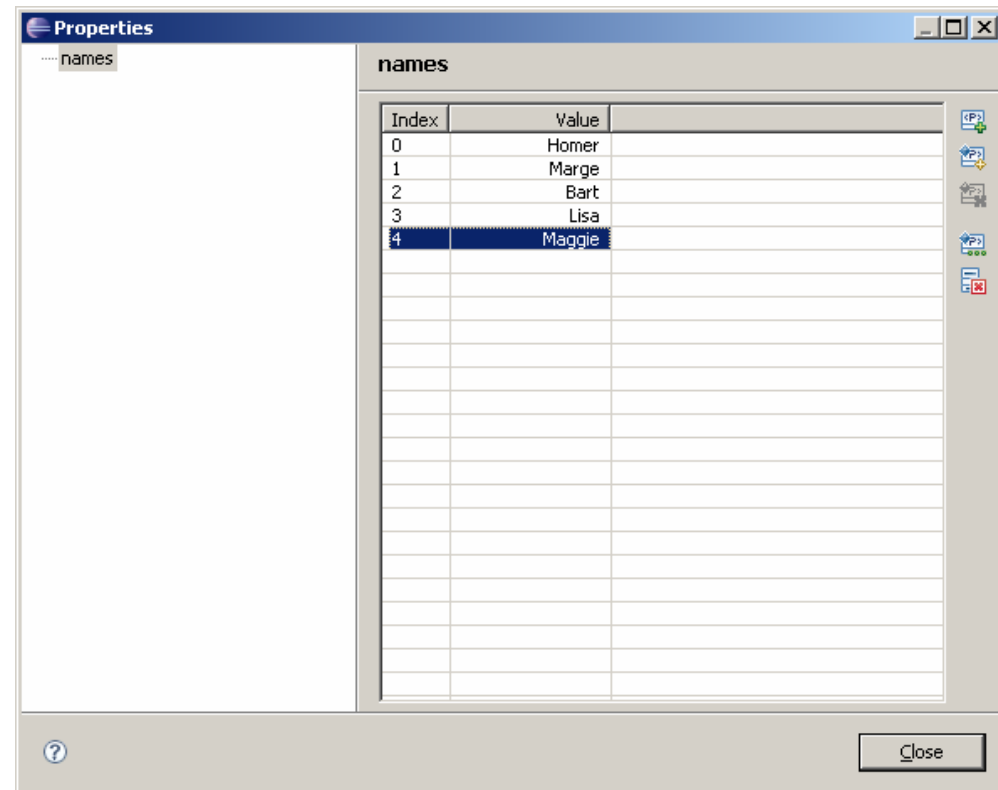 Properties
names
names
Index Value
0 Homer
1 Marge
2 Bart
3 Lisa
4 Maggie
Close